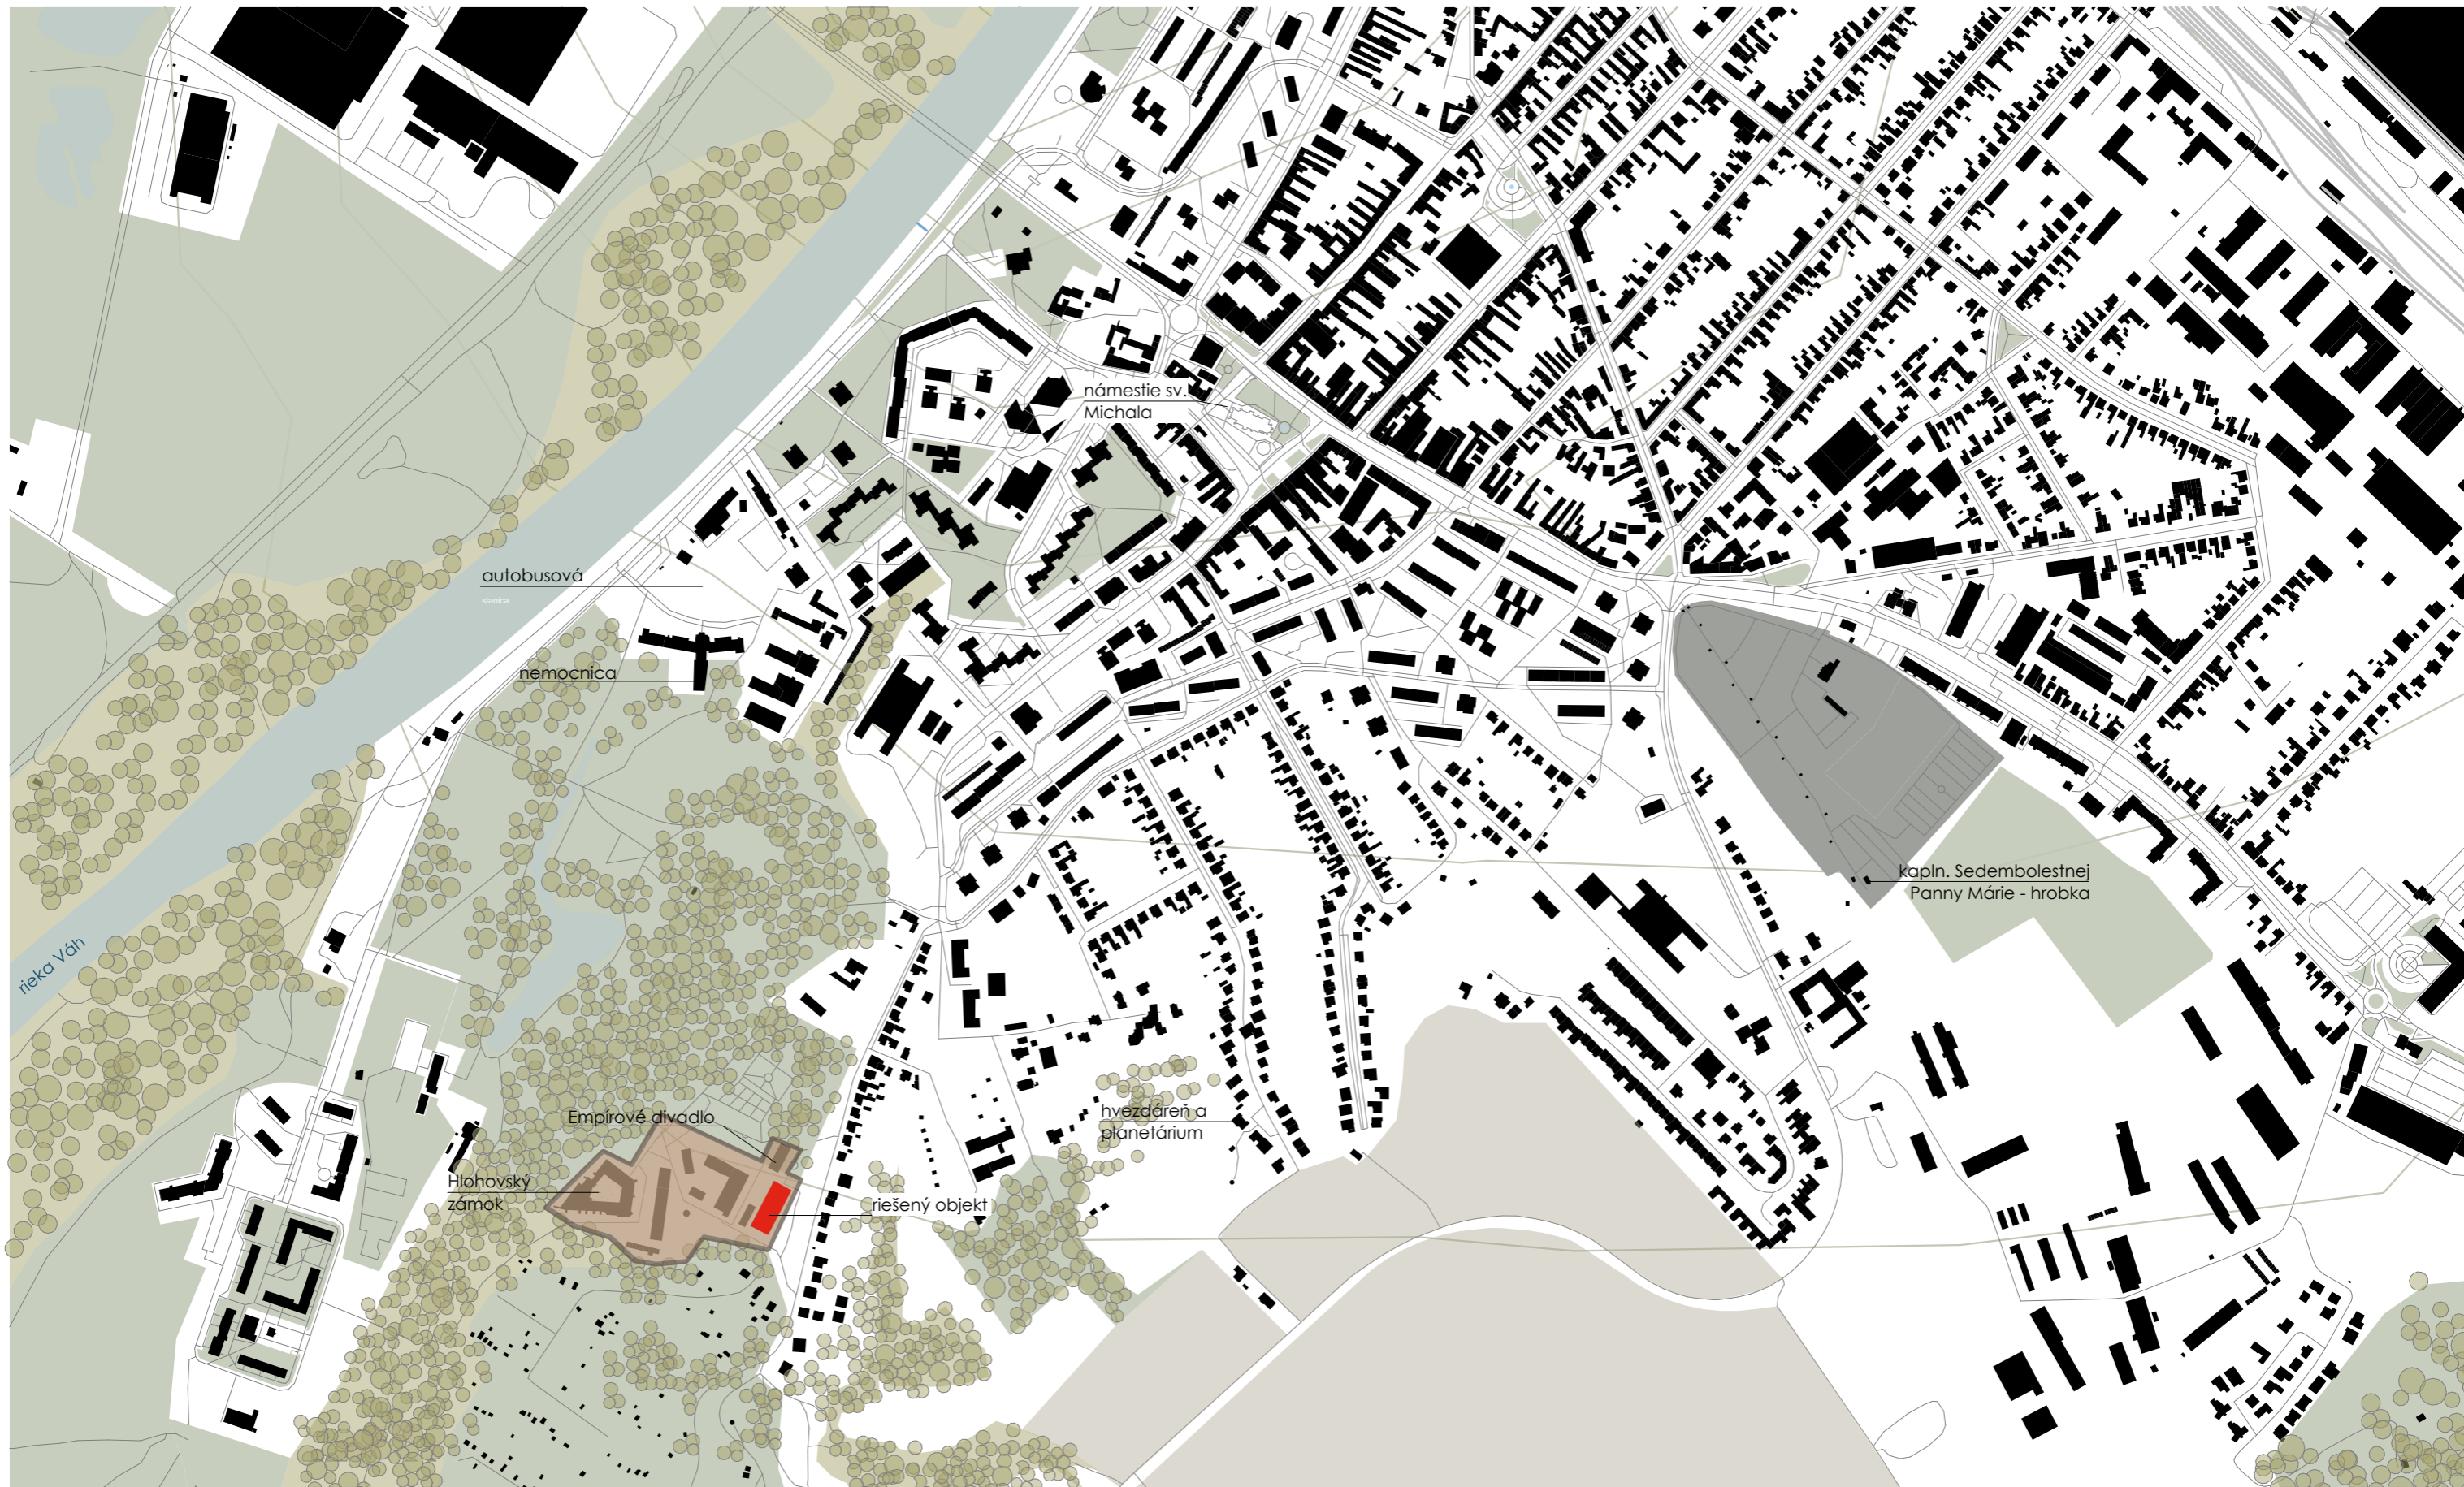 námestie sv.
Michala
autobusová
stanica
nemocnica
kapln. Sedembolestnej
Panny Márie - hrobka
rieka Váh
Empírové divadlo
hvezdáreň a
planetárium
Hlohovský
zámok
riešený objekt